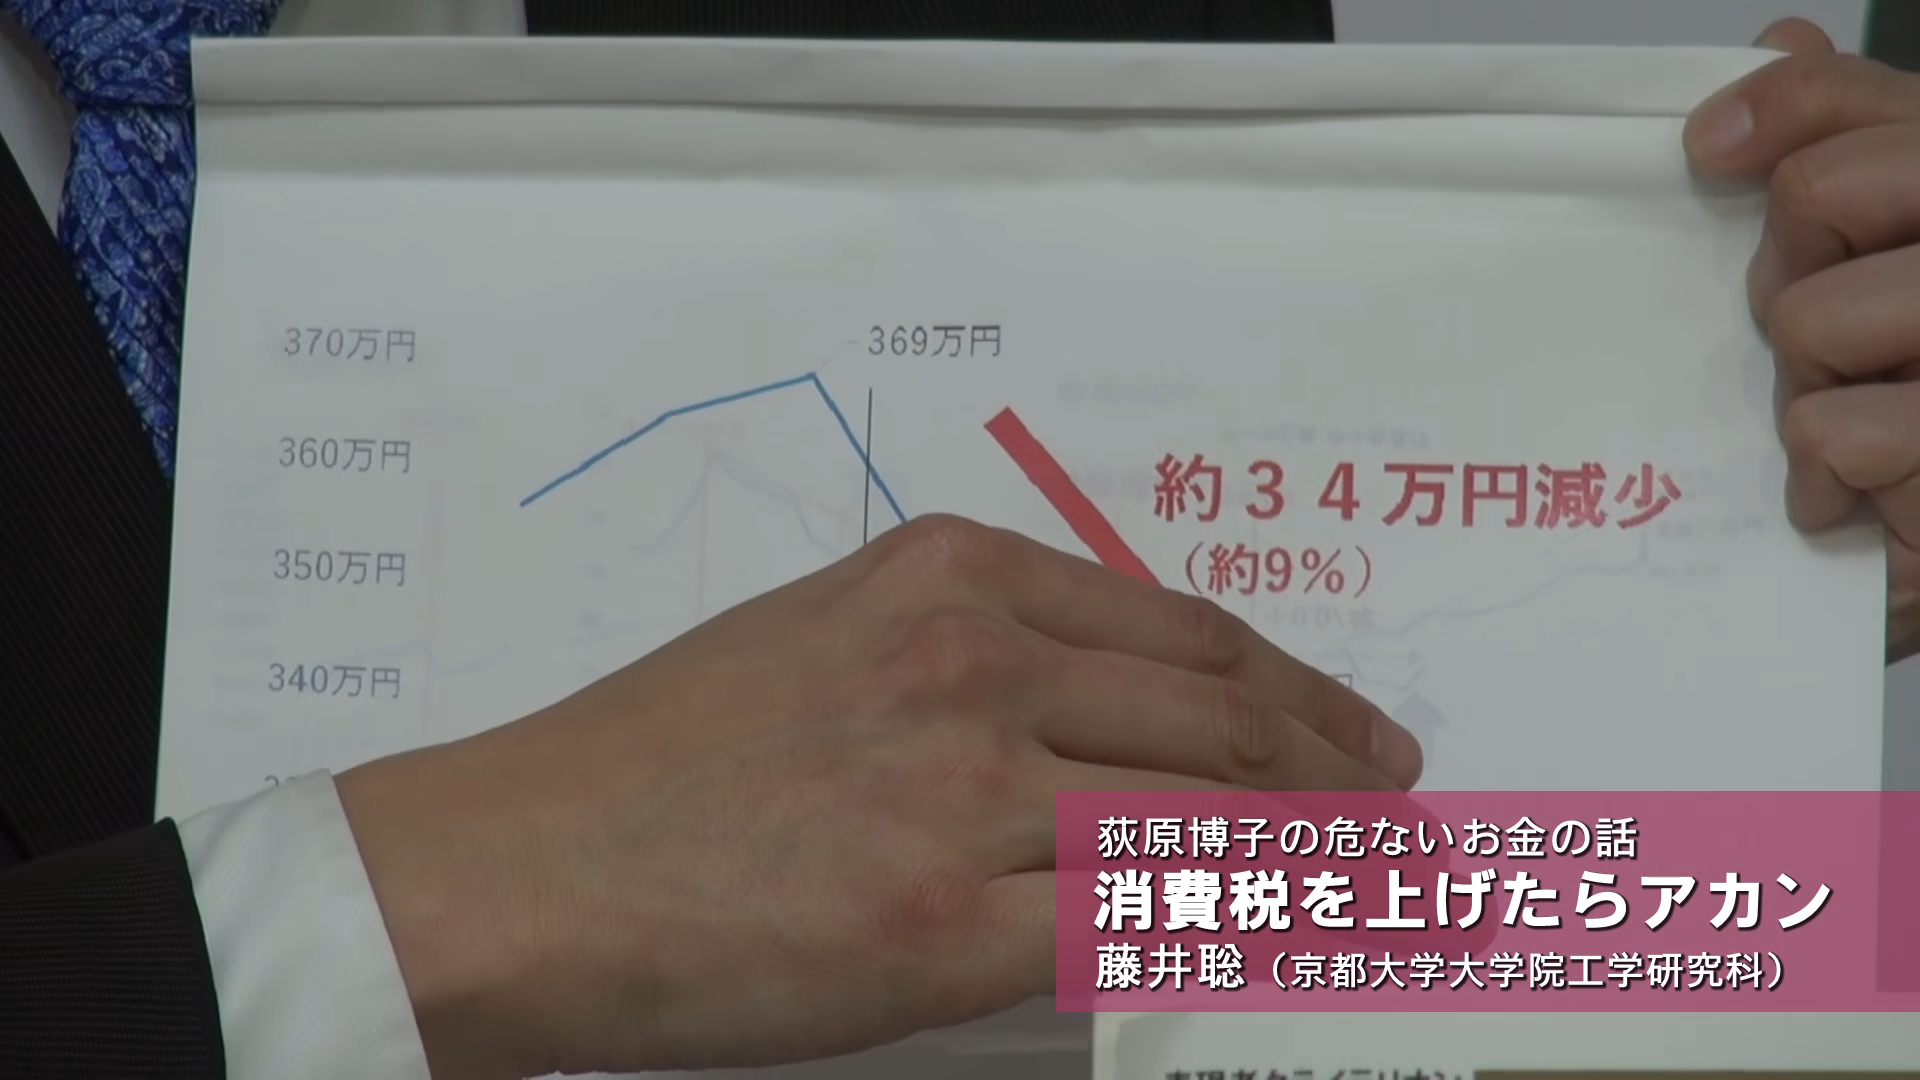 370万円
369万円
360万円
約３４万円減少
350万円
（約9％）
340万円
荻原博子の危ないお金の話
消費税を上げたらアカン
藤井聡（京都大学大学院工学研究科）